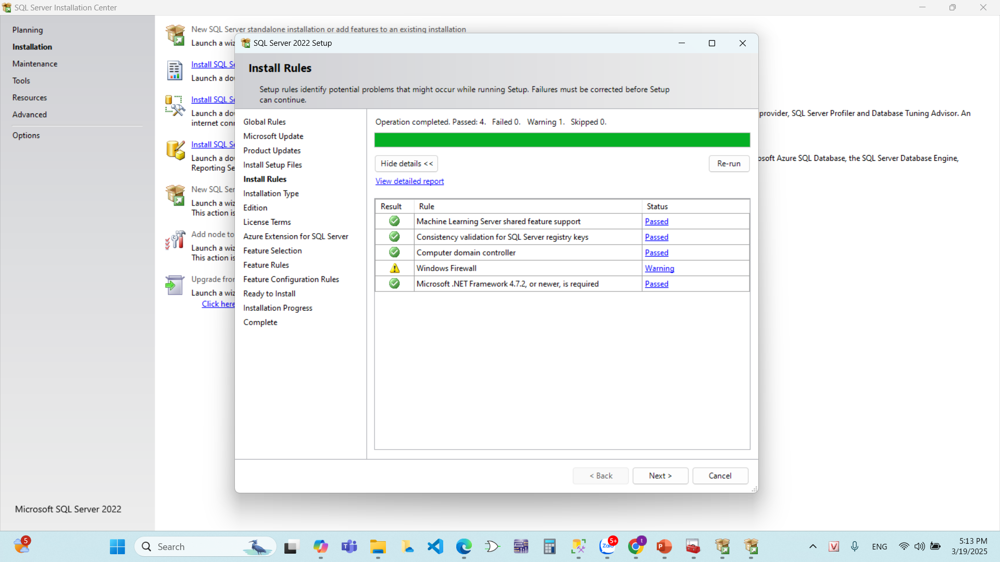 SQL Server Installation Center
Planning
Installation
Maintenance
Tools
Resources
Advanced
Options
Microsoft SQL Server 2022
New SQL Server standalone installation or add features to an existing installation
Launch a wiz
Install SQL Se
Launch a do
Install SQL Se
Launch a do
provider, SQL Server Profiler and Database Tuning Advisor. An
internet conn
Install SQL Se
Launch a do
osoft Azure SQL Database, the SQL Server Database Engine,
Reporting Se
New SQL Ser
Launch a wiz
This action is
Add node to
Launch a wiz
This action is
Upgrade from
Launch a wiz
Click here
SQL Server 2022 Setup
Install Rules
Setup rules identify potential problems that might occur while running Setup. Failures must be corrected before Setup
can continue.
Global Rules
Microsoft Update
Product Updates
Install Setup Files
Install Rules
Installation Type
Edition
License Terms
Azure Extension for SQL Server
Feature Selection
Feature Rules
Feature Configuration Rules
Ready to Install
Installation Progress
Complete
Operation completed. Passed: 4. Failed 0. Warning 1. Skipped 0.
Hide details <<
Re-run
View detailed report
Result Rule Status
Machine Learning Server shared feature support Passed
Consistency validation for SQL Server registry keys Passed
Computer domain controller Passed
Windows Firewall Warning
Microsoft .NET Framework 4.7.2, or newer, is required Passed
< Back
Next >
Cancel
5
Search
Zalo
5+
t
P
V
ENG
5:13 PM
3/19/2025